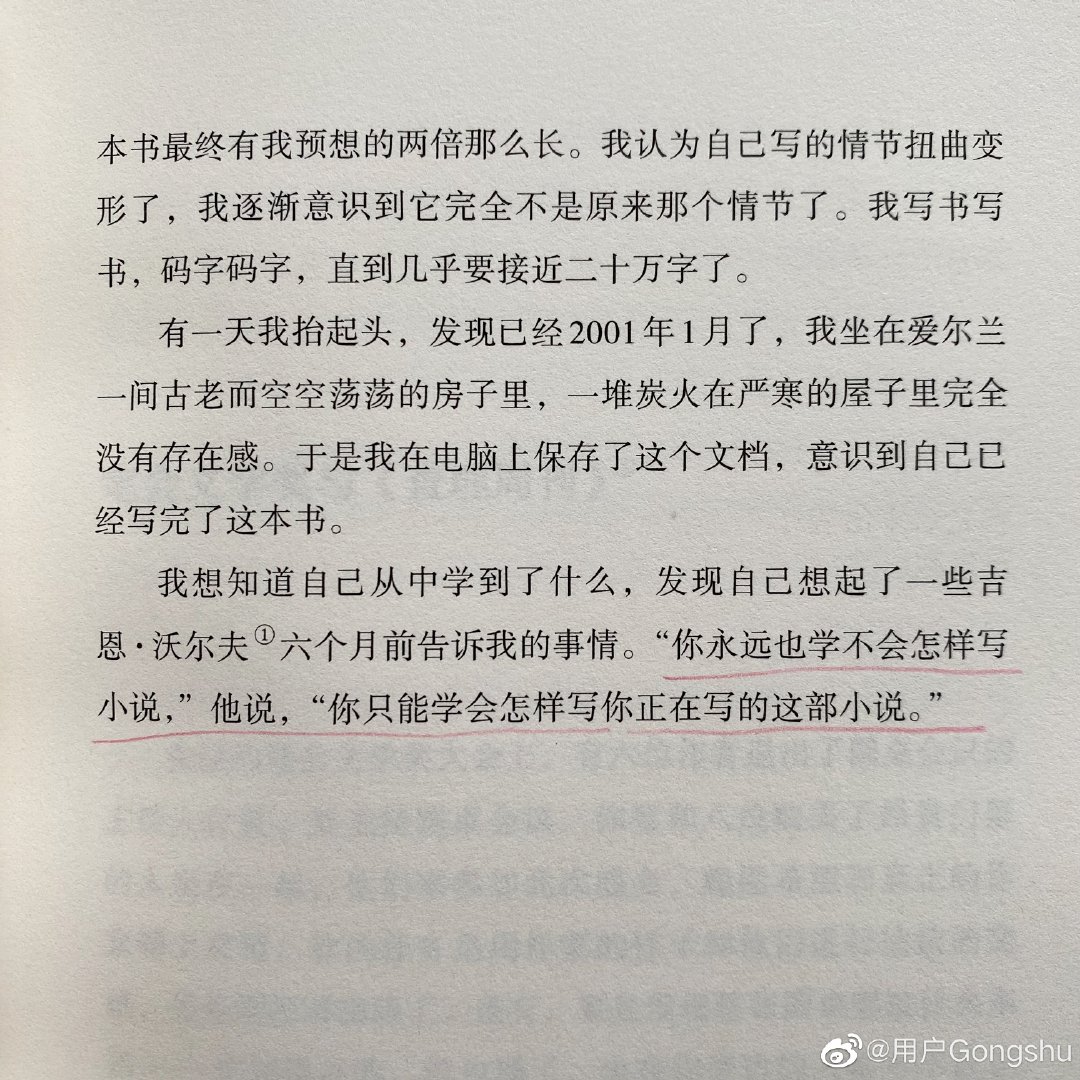 本书最终有我预想的两倍那么长。我认为自己写的情节扭曲变
形了，我逐渐意识到它完全不是原来那个情节了。我写书写
书，码字码字，直到几乎要接近二十万字了。
有一天我抬起头，发现已经2001年1月了，我坐在爱尔兰
一间古老而空空荡荡的房子里，一堆炭火在严寒的屋子里完全
没有存在感。于是我在电脑上保存了这个文档，意识到自己已
经写完了这本书。
我想知道自己从中学到了什么，发现自己想起了一些吉
恩·沃尔夫①六个月前告诉我的事情。“你永远也学不会怎样写
小说，”他说，“你只能学会怎样写你正在写的这部小说。”
@用户Gongshu